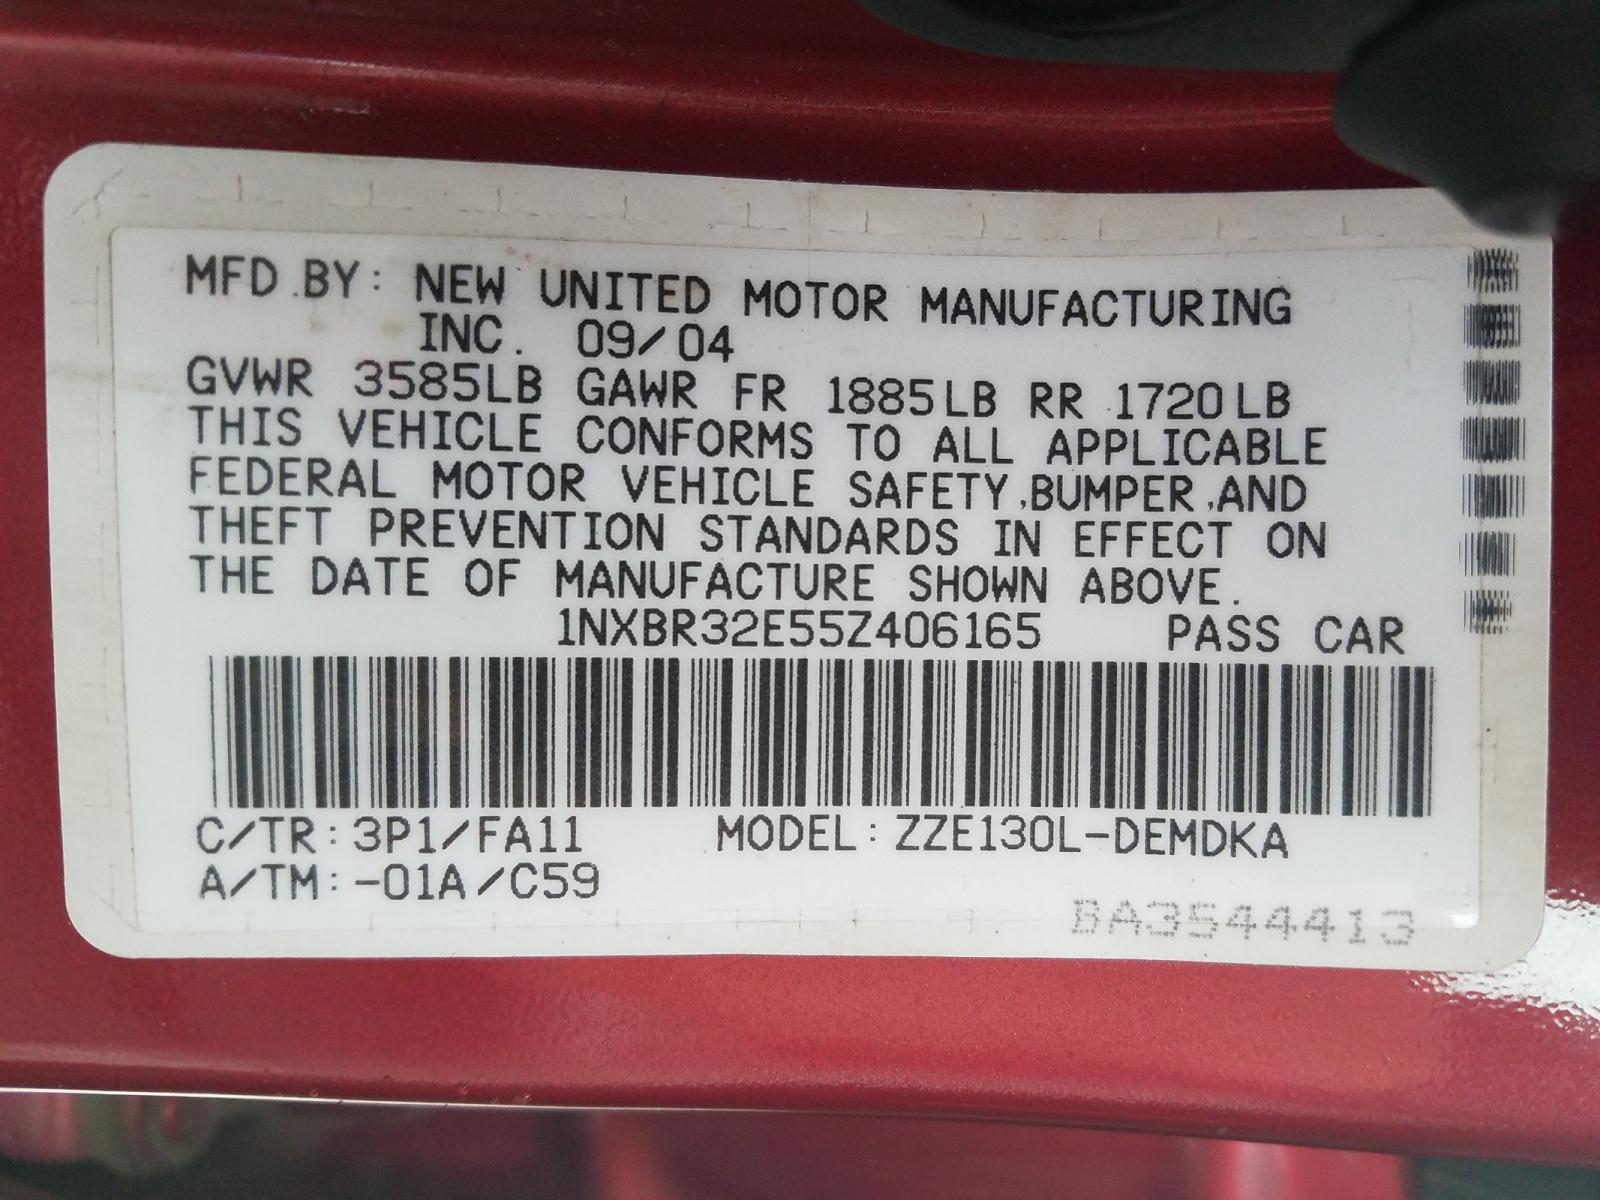 MFD.BY: NEW UNITED MOTOR MANUFACTURING
INC. 09/04
GVWR 3585LB GAWR FR 1885LB RR 1720LB
THIS VEHICLE CONFORMS TO ALL APPLICABLE
FEDERAL MOTOR VEHICLE SAFETY,BUMPER,AND
THEFT PREVENTION STANDARDS IN EFFECT ON
THE DATE OF MANUFACTURE SHOWN ABOVE.
1NXBR32E55Z406165 PASS CAR
C/TR:3P1/FA11 MODEL:ZZE130L-DEMDKA
A/TM:-01A/C59
BA3544413